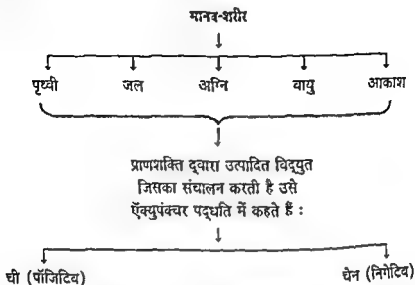 मानव-शरीर
पृथ्वी जल अग्नि वायु आकाश
प्राणशक्ति द्वारा उत्पादित विद्युत
जिसका संचालन करती है उसे
ऍक्युपंक्चर पद्धति में कहते हैं :
ची (पॉजिटिव) चेन (निगेटिव)